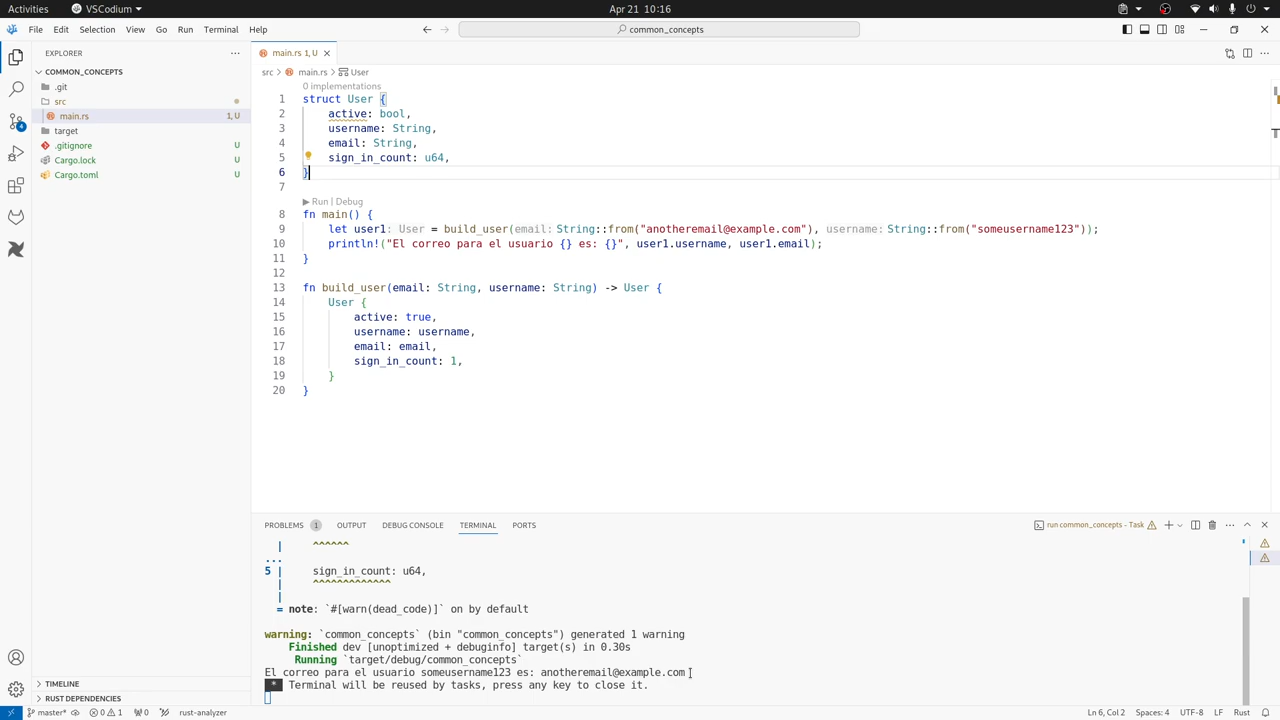 Activities
VSCodium
Apr 21 10:16
File Edit Selection View Go Run Terminal Help
common_concepts
EXPLORER
COMMON_CONCEPTS
.git
src
main.rs 1, U
target
.gitignore U
Cargo.lock U
Cargo.toml U
TIMELINE
RUST DEPENDENCIES
4
main.rs 1, U
src > main.rs > User
0 implementations
1 struct User {
2 active: bool,
3 username: String,
4 email: String,
5 sign_in_count: u64,
6 }
7
▶ Run | Debug
8 fn main() {
9 let user1: User = build_user(email: String::from("anotheremail@example.com"), username: String::from("someusername123"));
10 println!("El correo para el usuario {} es: {}", user1.username, user1.email);
11 }
12
13 fn build_user(email: String, username: String) -> User {
14 User {
15 active: true,
16 username: username,
17 email: email,
18 sign_in_count: 1,
19 }
20 }
PROBLEMS 1 OUTPUT DEBUG CONSOLE TERMINAL PORTS
run common_concepts - Task
| ^^^^^^
...
5 | sign_in_count: u64,
| ^^^^^^^^^^^^^
|
= note: `#[warn(dead_code)]` on by default
warning: `common_concepts` (bin "common_concepts") generated 1 warning
Finished dev [unoptimized + debuginfo] target(s) in 0.30s
Running `target/debug/common_concepts`
El correo para el usuario someusername123 es: anotheremail@example.com
* Terminal will be reused by tasks, press any key to close it.
master* 0 1 0 rust-analyzer
Ln 6, Col 2 Spaces: 4 UTF-8 LF Rust